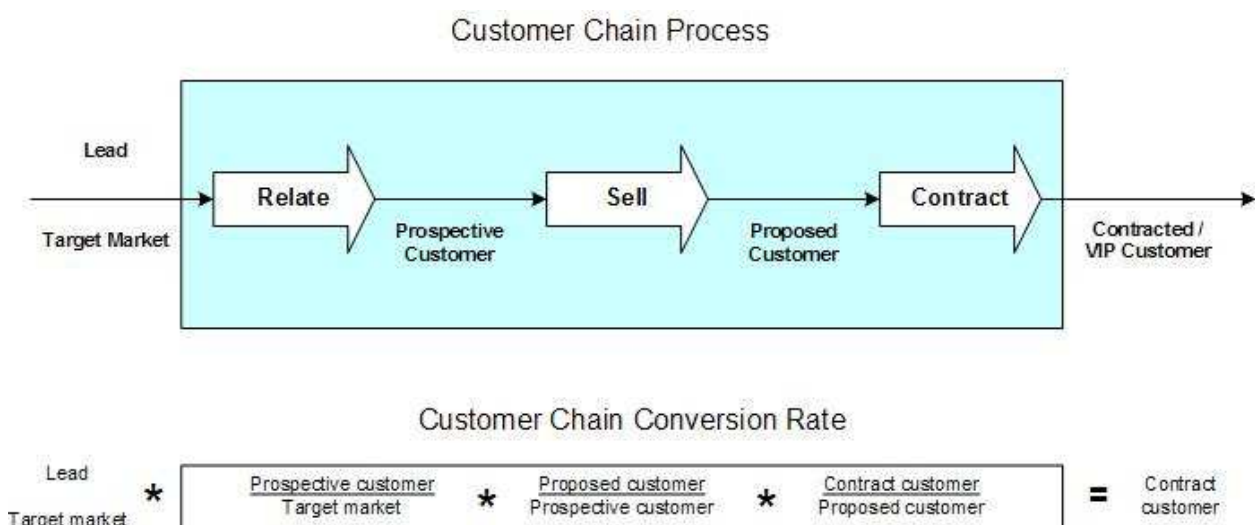 Customer Chain Process
Lead
Relate
Sell
Contract
Target Market
Prospective
Customer
Proposed
Customer
Contracted /
VIP Customer
Customer Chain Conversion Rate
Lead
Target market
*
Prospective customer
Target market
*
Proposed customer
Prospective customer
*
Contract customer
Proposed customer
=
Contract
customer